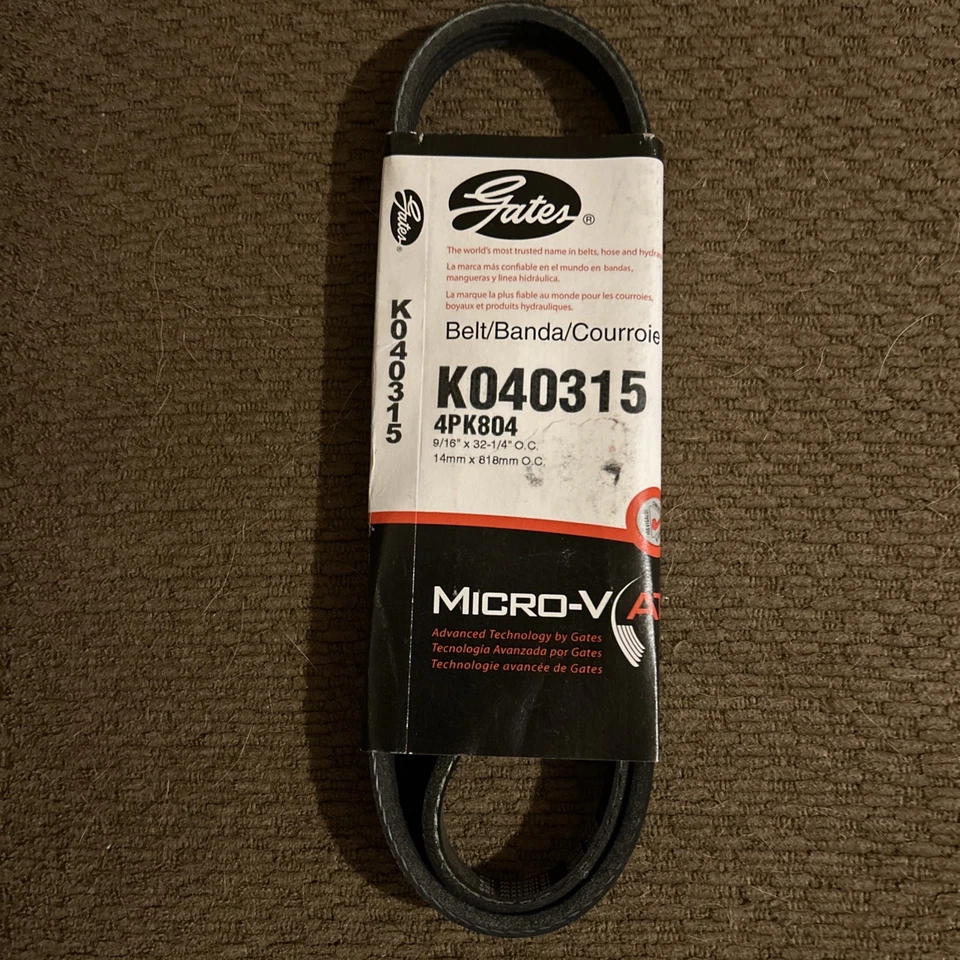 Gates®
The world's most trusted name in belts, hose and
La marca más confiable en el mundo en bandas,
mangueras y línea hidráulica.
La marque la plus fiable au monde pour les courroies,
boyaux et produits hydrauliques.
Belt/Banda/Courroie
K040315
4PK804
9/16" x 32-1/4" O.C.
14mm x 818mm O.C.
MICRO-V AT
Advanced Technology by Gates
Tecnología Avanzada por Gates
Technologie avancée de Gates
Gates®
K040315